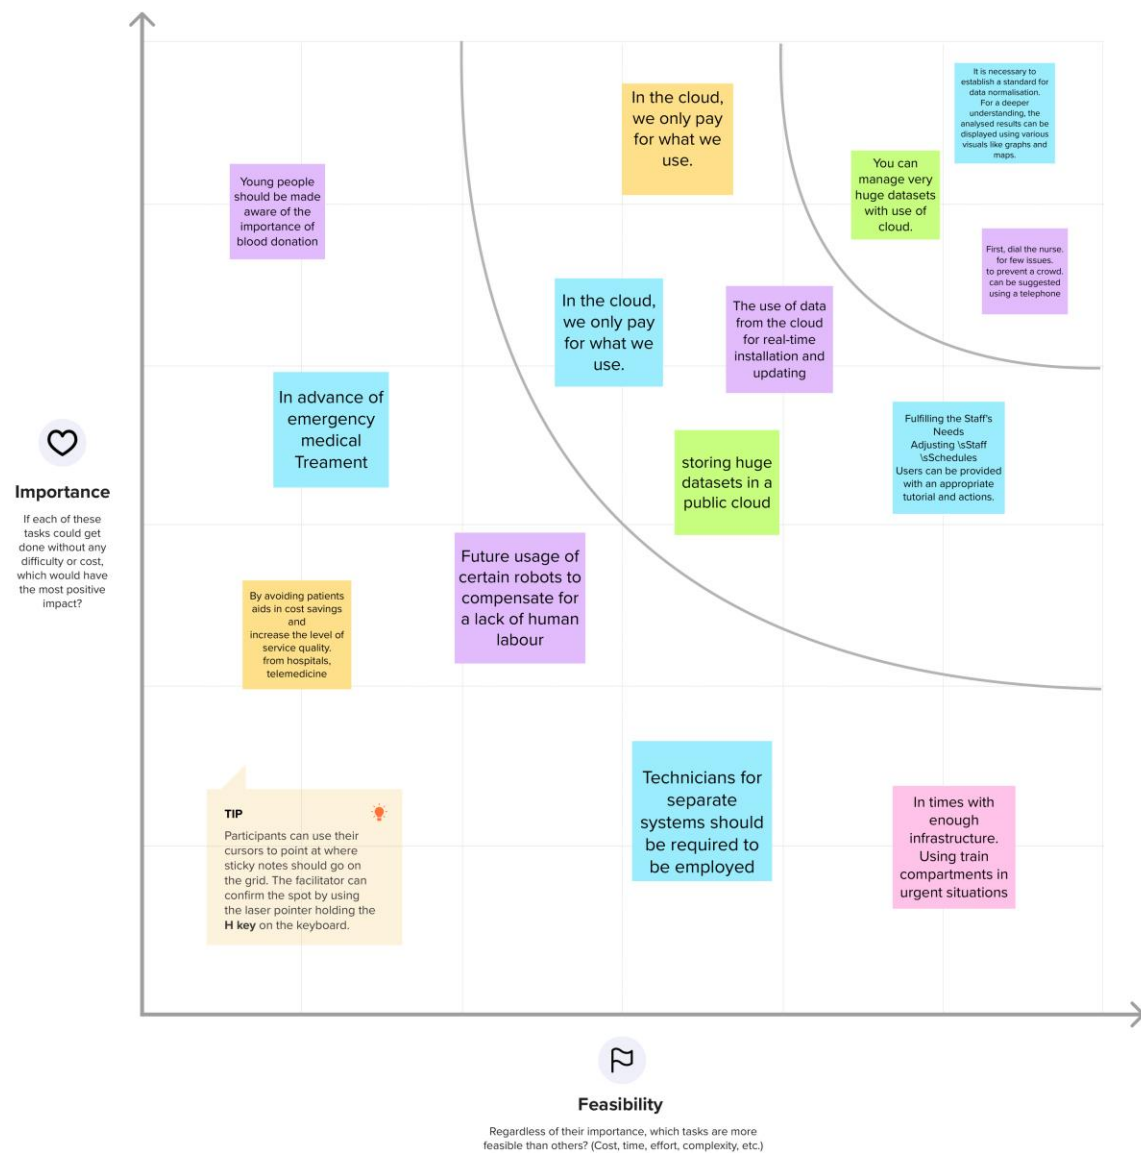 It is necessary to
establish a standard for
data normalisation.
For a deeper
understanding, the
analysed results can be
displayed using various
visuals like graphs and
maps.
In the cloud,
we only pay
for what we
use.
You can
manage very
huge datasets
with use of
cloud.
Young people
should be made
aware of the
importance of
blood donation
First, dial the nurse.
for few issues.
to prevent a crowd.
can be suggested
using a telephone
In the cloud,
we only pay
for what we
use.
The use of data
from the cloud
for real-time
installation and
updating
In advance of
emergency
medical
Treament
Fulfilling the Staff's
Needs
Adjusting \sStaff
\sSchedules
Users can be provided
with an appropriate
tutorial and actions.
storing huge
datasets in a
public cloud
Importance
If each of these
tasks could get
done without any
difficulty or cost,
which would have
the most positive
impact?
Future usage of
certain robots to
compensate for
a lack of human
labour
By avoiding patients
aids in cost savings
and
increase the level of
service quality.
from hospitals,
telemedicine
Technicians for
separate
systems should
be required to
be employed
In times with
enough
infrastructure.
Using train
compartments in
urgent situations
TIP
Participants can use their
cursors to point at where
sticky notes should go on
the grid. The facilitator can
confirm the spot by using
the laser pointer holding the
H key on the keyboard.
Feasibility
Regardless of their importance, which tasks are more
feasible than others? (Cost, time, effort, complexity, etc.)